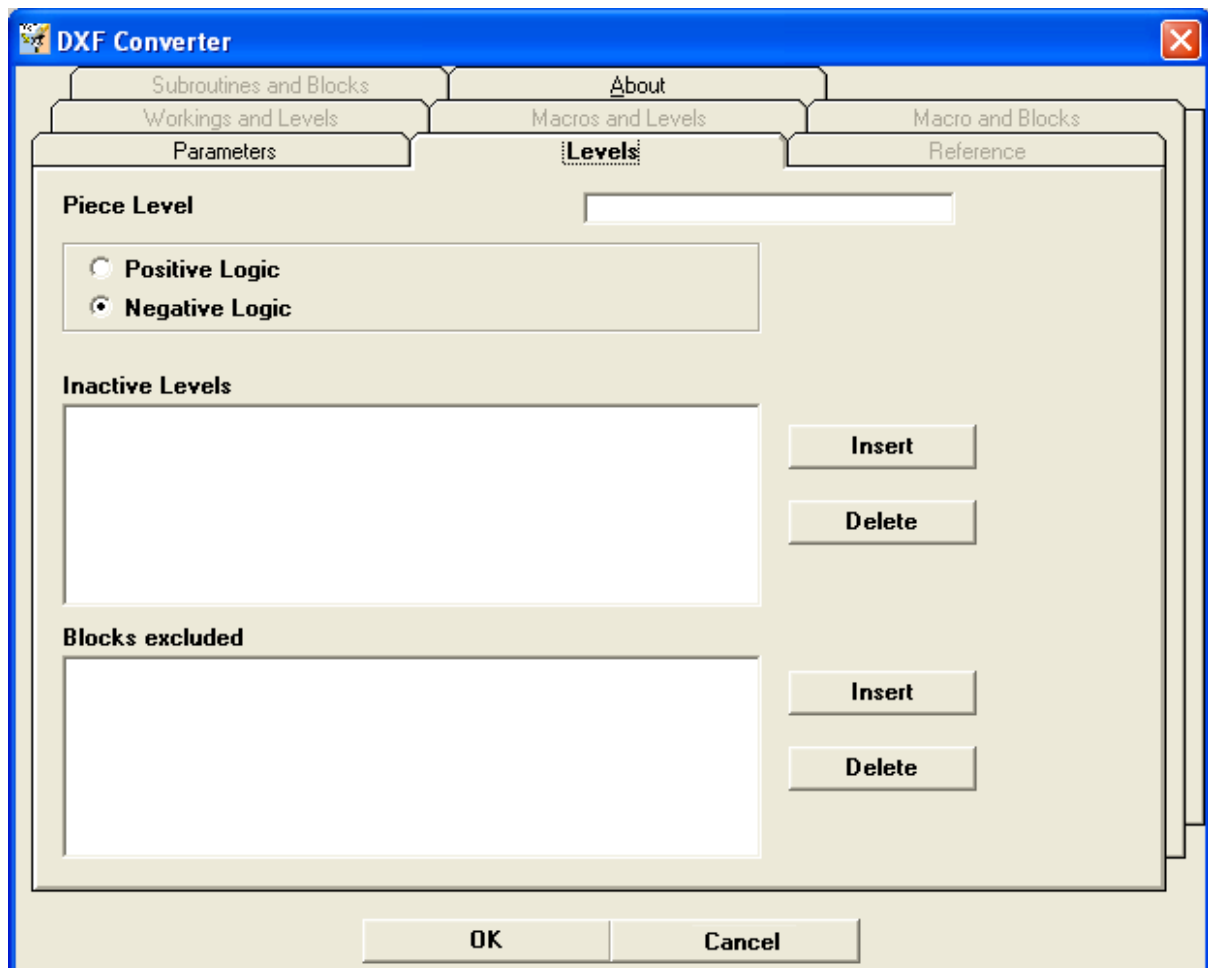 DXF Converter
Subroutines and Blocks About
Workings and Levels Macros and Levels Macro and Blocks
Parameters Levels Reference
Piece Level
Positive Logic
Negative Logic
Inactive Levels
Insert
Delete
Blocks excluded
Insert
Delete
OK Cancel